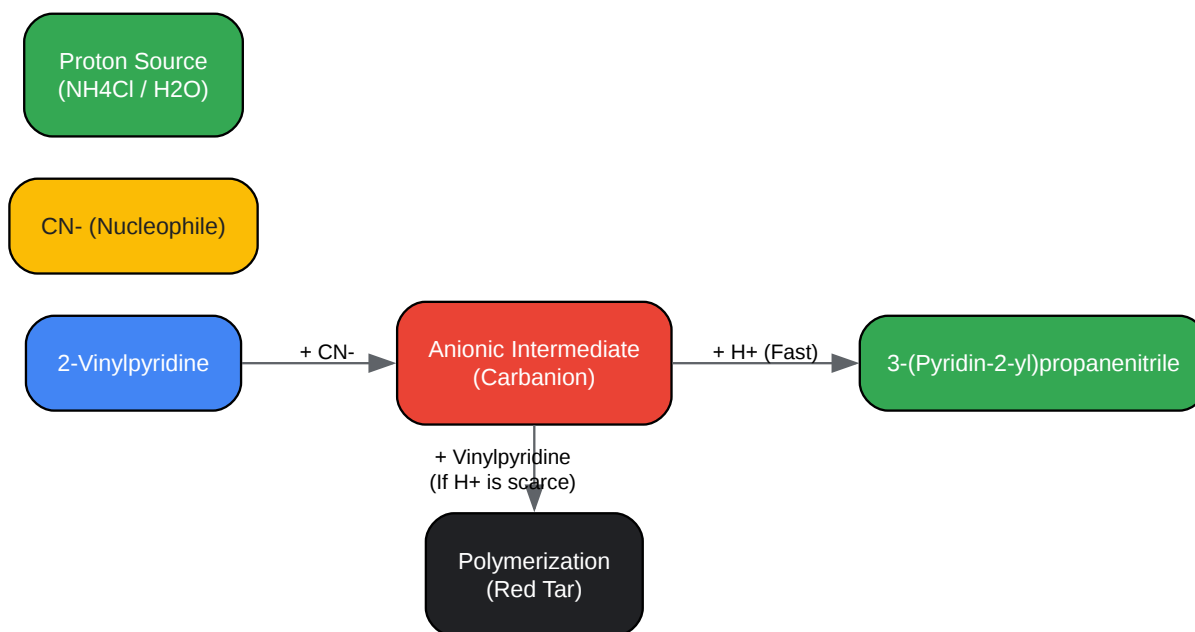 Proton Source
(NH4Cl / H2O)
CN- (Nucleophile)
2-Vinylpyridine
+ CN-
Anionic Intermediate
(Carbanion)
+ H+ (Fast)
3-(Pyridin-2-yl)propanenitrile
+ Vinylpyridine
(If H+ is scarce)
Polymerization
(Red Tar)